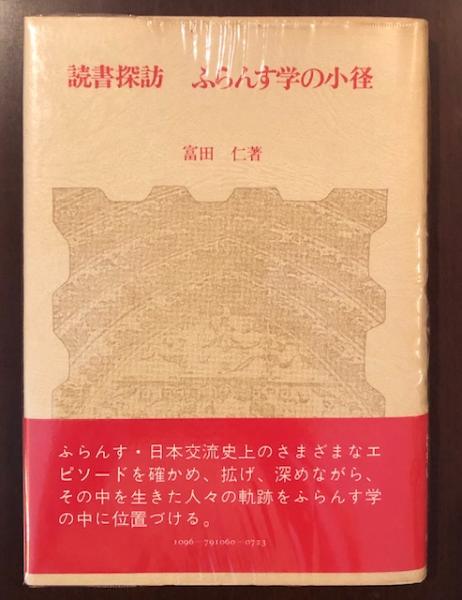 読書探訪 ふらんす学の小径
富田 仁著
ふらんす・日本交流史上のさまざまなエ
ピソードを確かめ、拡げ、深めながら、
その中を生きた人々の軌跡をふらんす学
の中に位置づける。
1096-791060-0723